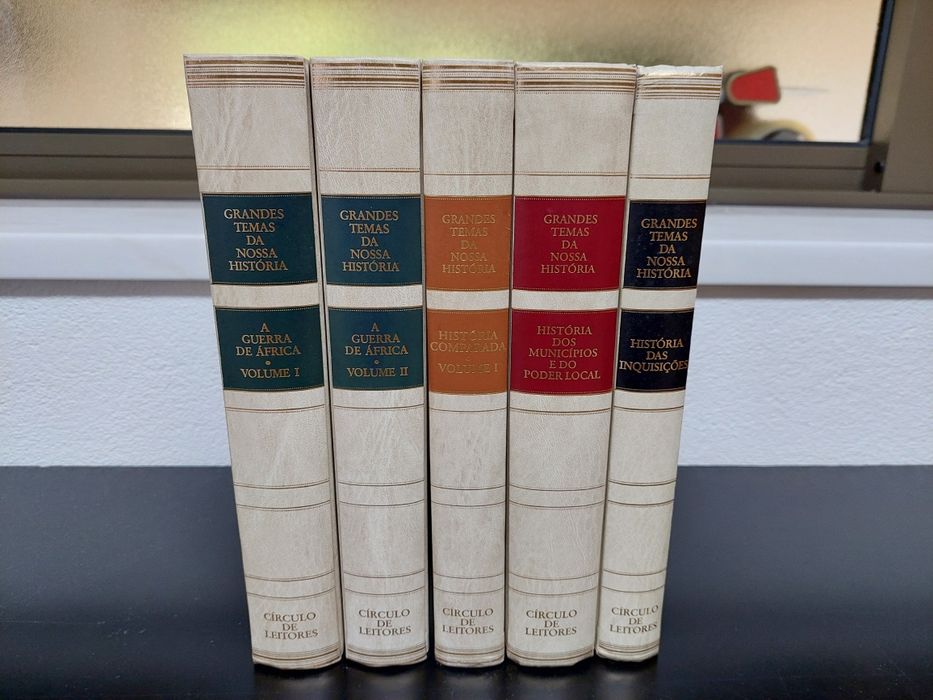 GRANDES
TEMAS
DA
NOSSA
HISTÓRIA
A
GUERRA
DE ÁFRICA
•
VOLUME I
CÍRCULO
DE
LEITORES
GRANDES
TEMAS
DA
NOSSA
HISTÓRIA
A
GUERRA
DE ÁFRICA
•
VOLUME II
CÍRCULO
DE
LEITORES
GRANDES
TEMAS
DA
NOSSA
HISTÓRIA
HISTÓRIA
COMPARADA
VOLUME I
CÍRCULO
DE
LEITORES
GRANDES
TEMAS
DA
NOSSA
HISTÓRIA
HISTÓRIA
DOS
MUNICÍPIOS
E DO
PODER LOCAL
CÍRCULO
DE
LEITORES
GRANDES
TEMAS
DA
NOSSA
HISTÓRIA
HISTÓRIA
DAS
INQUISIÇÕES
CÍRCULO
DE
LEITORES